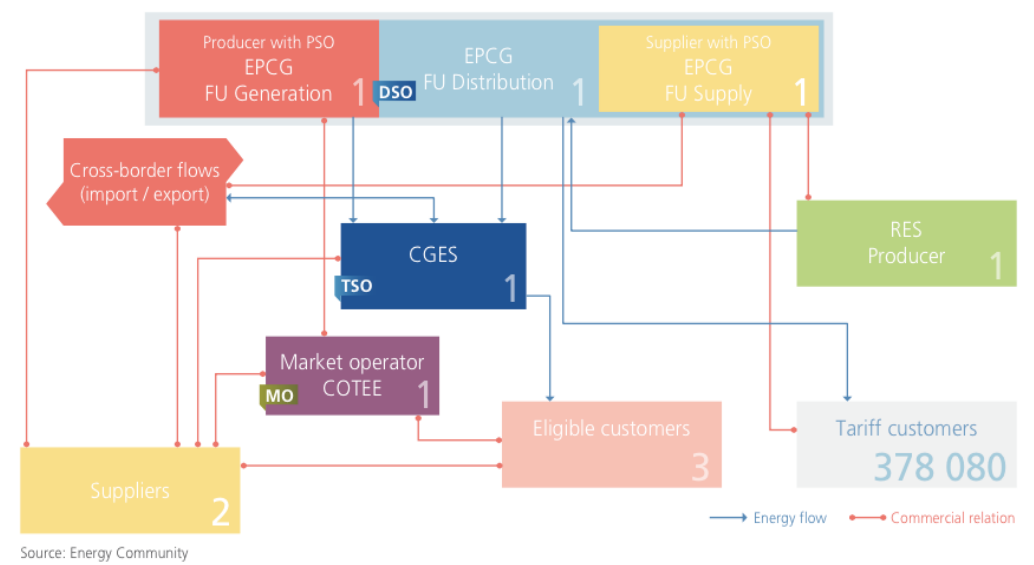 Producer with PSO
EPCG
FU Generation
1
DSO
EPCG
FU Distribution
1
Supplier with PSO
EPCG
FU Supply
1
Cross-border flows
(import / export)
CGES
TSO
1
RES
Producer
1
Market operator
COTEE
MO
1
Eligible customers
3
Tariff customers
378 080
Suppliers
2
Energy flow
Commercial relation
Source: Energy Community